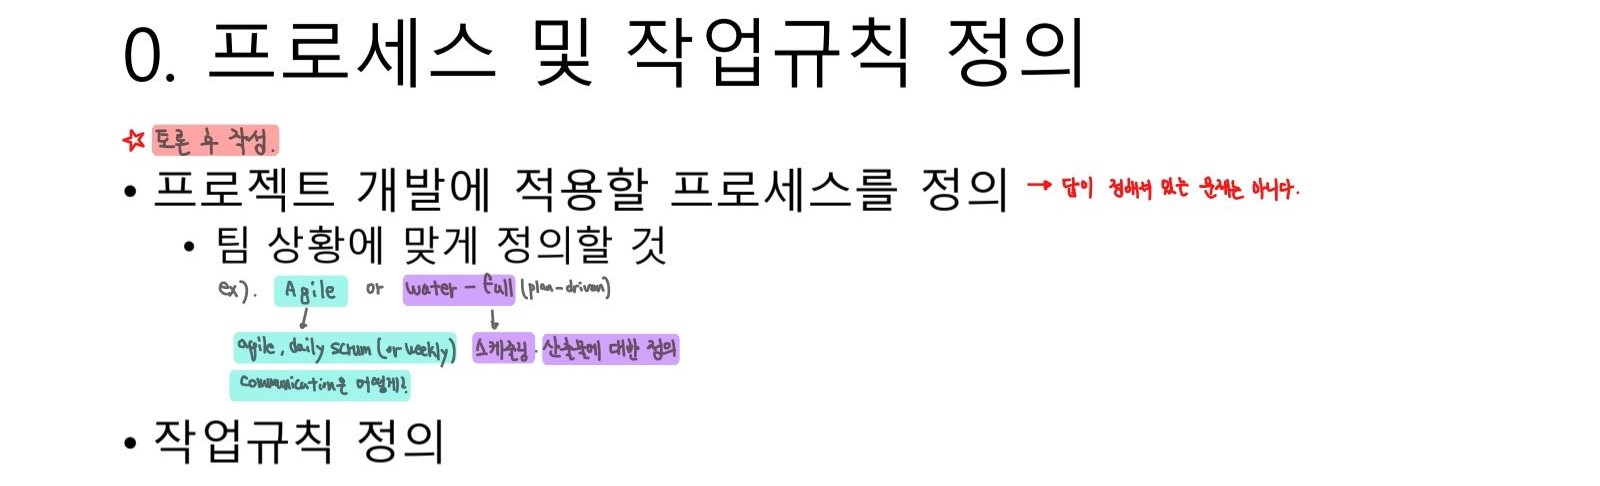 0. 프로세스 및 작업규칙 정의
☆ 토론 후 작성.
• 프로젝트 개발에 적용할 프로세스를 정의 → 답이 정해져 있는 문제는 아니다.
• 팀 상황에 맞게 정의할 것
ex). Agile or water - fall (plan-driven)
agile, daily scrum (or weekly) 스케줄링. 산출물에 대한 정의
communication은 어떻게?
• 작업규칙 정의